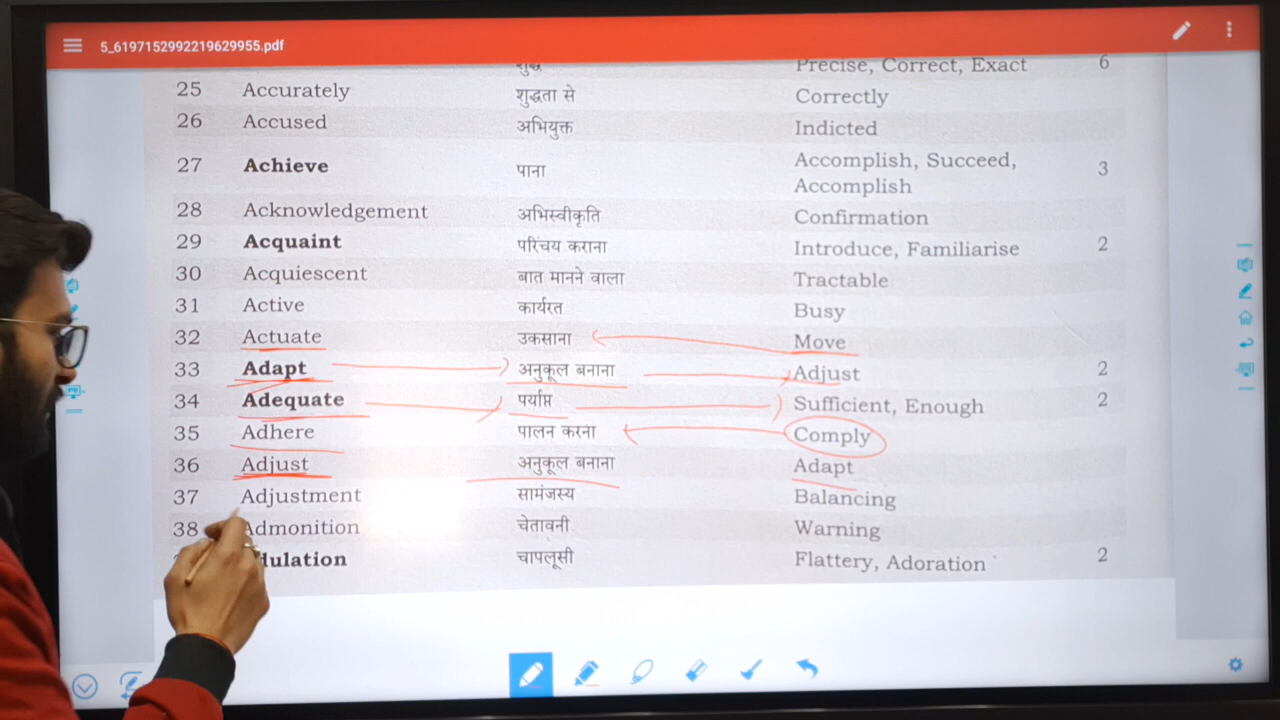 5_6197152992219629955.pdf
शुद्ध Precise, Correct, Exact 6
25 Accurately शुद्धता से Correctly
26 Accused अभियुक्त Indicted
27 Achieve पाना Accomplish, Succeed, 3
Accomplish
28 Acknowledgement अभिस्वीकृति Confirmation
29 Acquaint परिचय कराना Introduce, Familiarise 2
30 Acquiescent बात मानने वाला Tractable
31 Active कार्यरत Busy
32 Actuate उकसाना Move
33 Adapt अनुकूल बनाना Adjust 2
34 Adequate पर्याप्त Sufficient, Enough 2
35 Adhere पालन करना Comply
36 Adjust अनुकूल बनाना Adapt
37 Adjustment सामंजस्य Balancing
38 Admonition चेतावनी Warning
dulation चापलूसी Flattery, Adoration 2